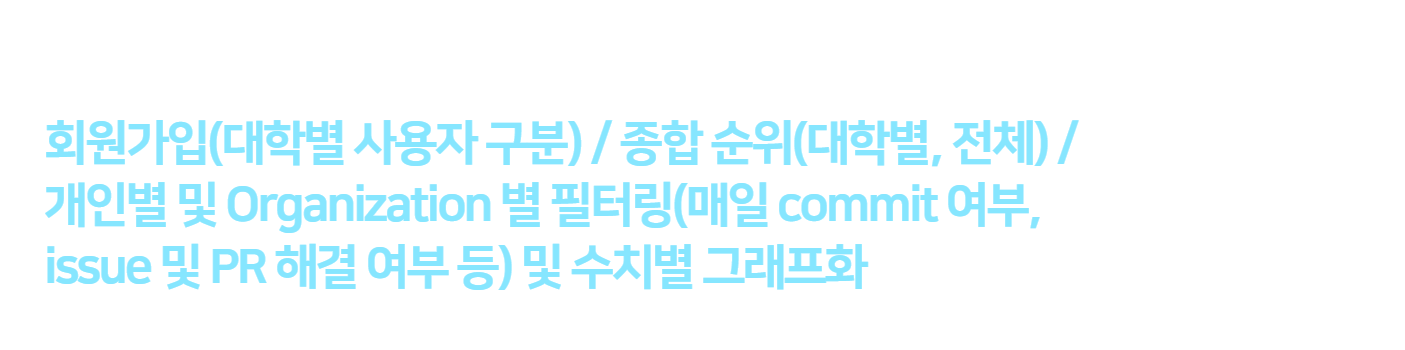 회원가입(대학별 사용자 구분) / 종합 순위(대학별, 전체) /
개인별 및 Organization 별 필터링(매일 commit 여부,
issue 및 PR 해결 여부 등) 및 수치별 그래프화